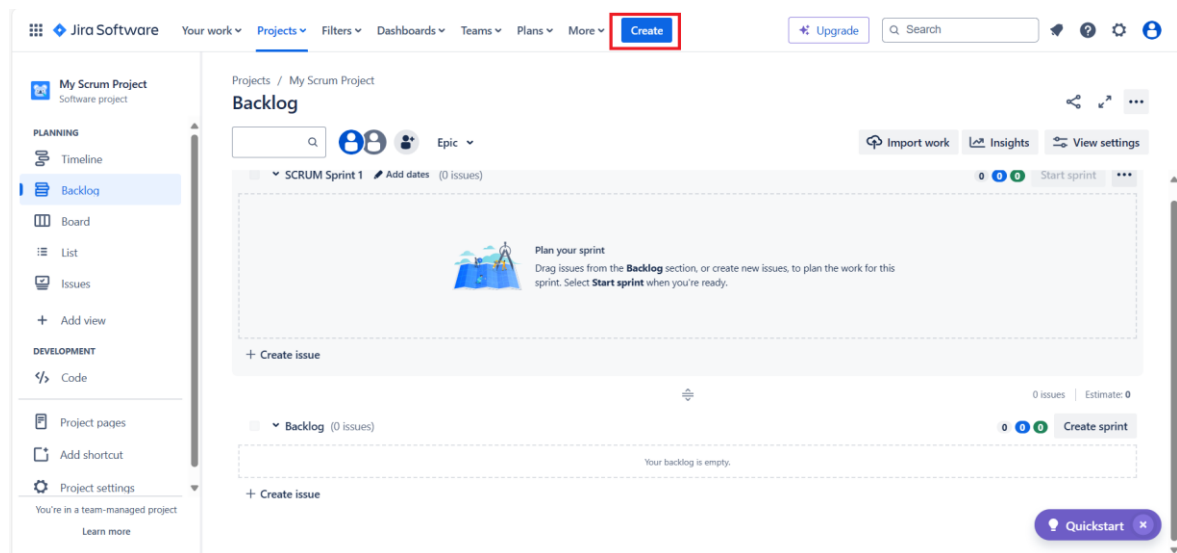 Jira Software Your work Projects Filters Dashboards Teams Plans More Create Upgrade Search
My Scrum Project
Software project
PLANNING
Timeline
Backlog
Board
List
Issues
Add view
DEVELOPMENT
Code
Project pages
Add shortcut
Project settings
You're in a team-managed project
Learn more
Projects / My Scrum Project
Backlog
Epic Import work Insights View settings
SCRUM Sprint 1 Add dates (0 issues) 0 0 0 Start sprint
Plan your sprint
Drag issues from the Backlog section, or create new issues, to plan the work for this
sprint. Select Start sprint when you're ready.
+ Create issue
0 issues Estimate: 0
Backlog (0 issues) 0 0 0 Create sprint
Your backlog is empty.
+ Create issue
Quickstart